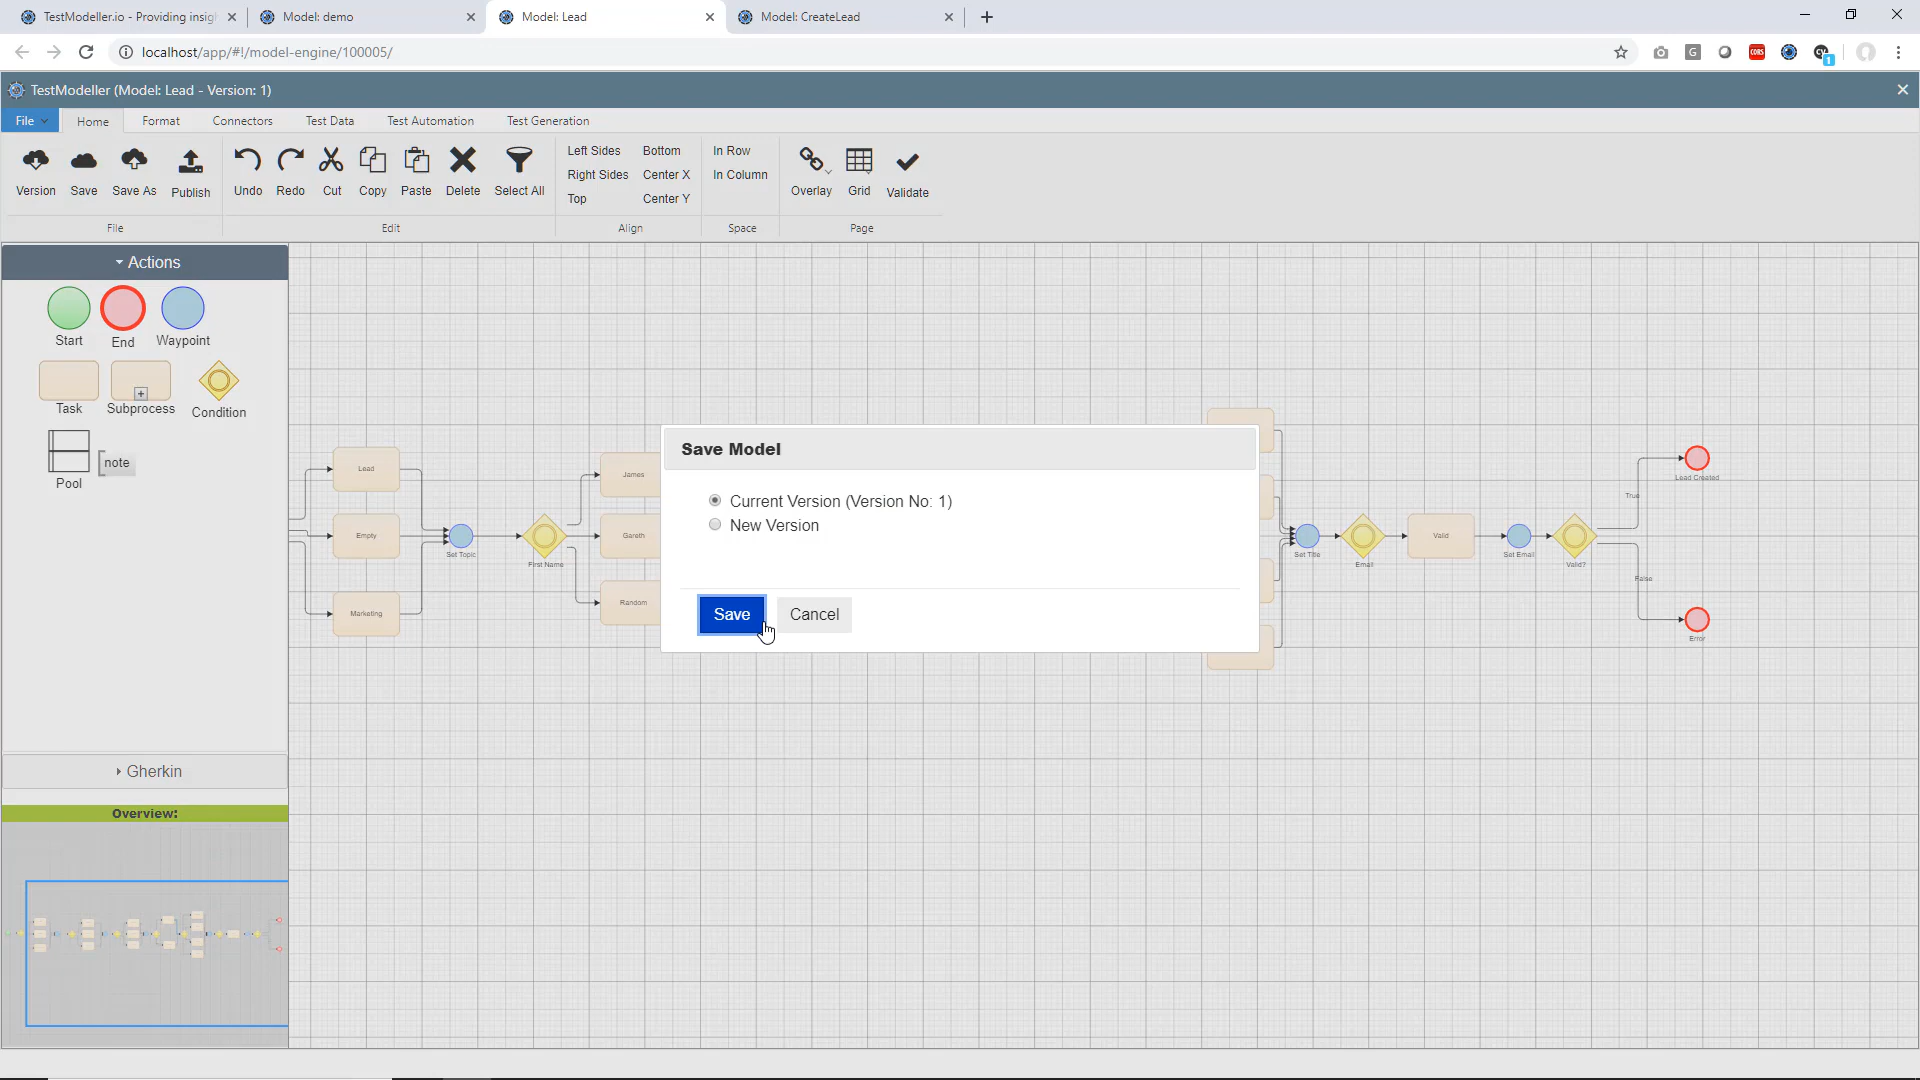 TestModeller.io - Providing insigh
Model: demo
Model: Lead
Model: CreateLead
localhost/app/#!/model-engine/100005/
G
CORS
1
TestModeller (Model: Lead - Version: 1)
File
Home
Format
Connectors
Test Data
Test Automation
Test Generation
Version
Save
Save As
Publish
Undo
Redo
Cut
Copy
Paste
Delete
Select All
Left Sides
Bottom
Right Sides
Center X
Top
Center Y
In Row
In Column
Overlay
Grid
Validate
File
Edit
Align
Space
Page
Actions
Start
End
Waypoint
Task
Subprocess
Condition
Pool
note
Gherkin
Overview:
Lead
Empty
Marketing
Set Topic
First Name
James
Gareth
Random
Save Model
Current Version (Version No: 1)
New Version
Save
Cancel
Set Title
Email
Valid
Set Email
Valid?
True
False
Lead Created
Error